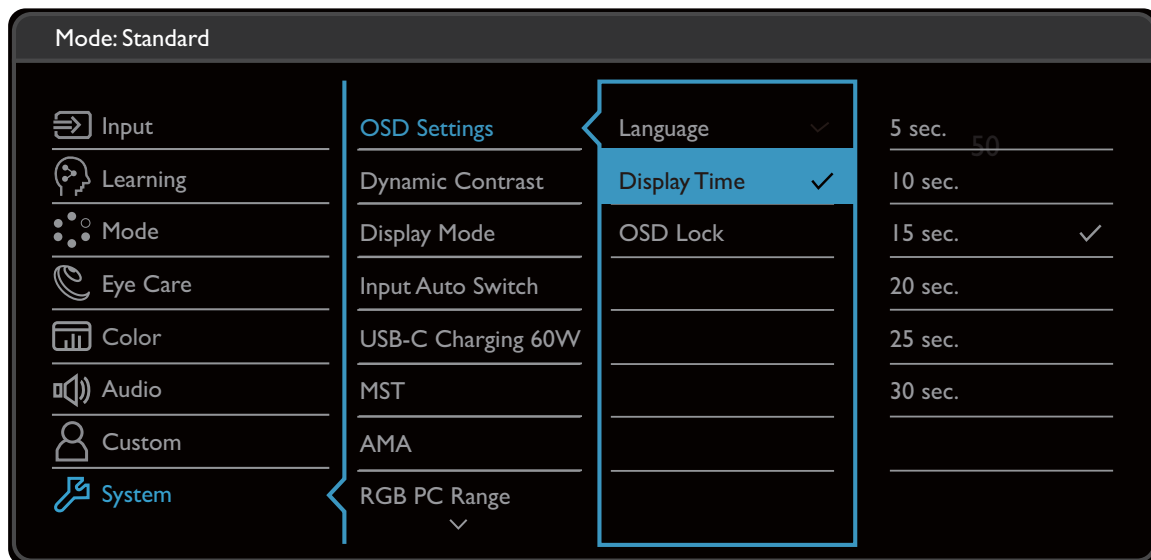 Mode: Standard
Input
Learning
Mode
Eye Care
Color
Audio
Custom
System
OSD Settings
Dynamic Contrast
Display Mode
Input Auto Switch
USB-C Charging 60W
MST
AMA
RGB PC Range
Language
Display Time
OSD Lock
5 sec.
50
10 sec.
15 sec.
20 sec.
25 sec.
30 sec.